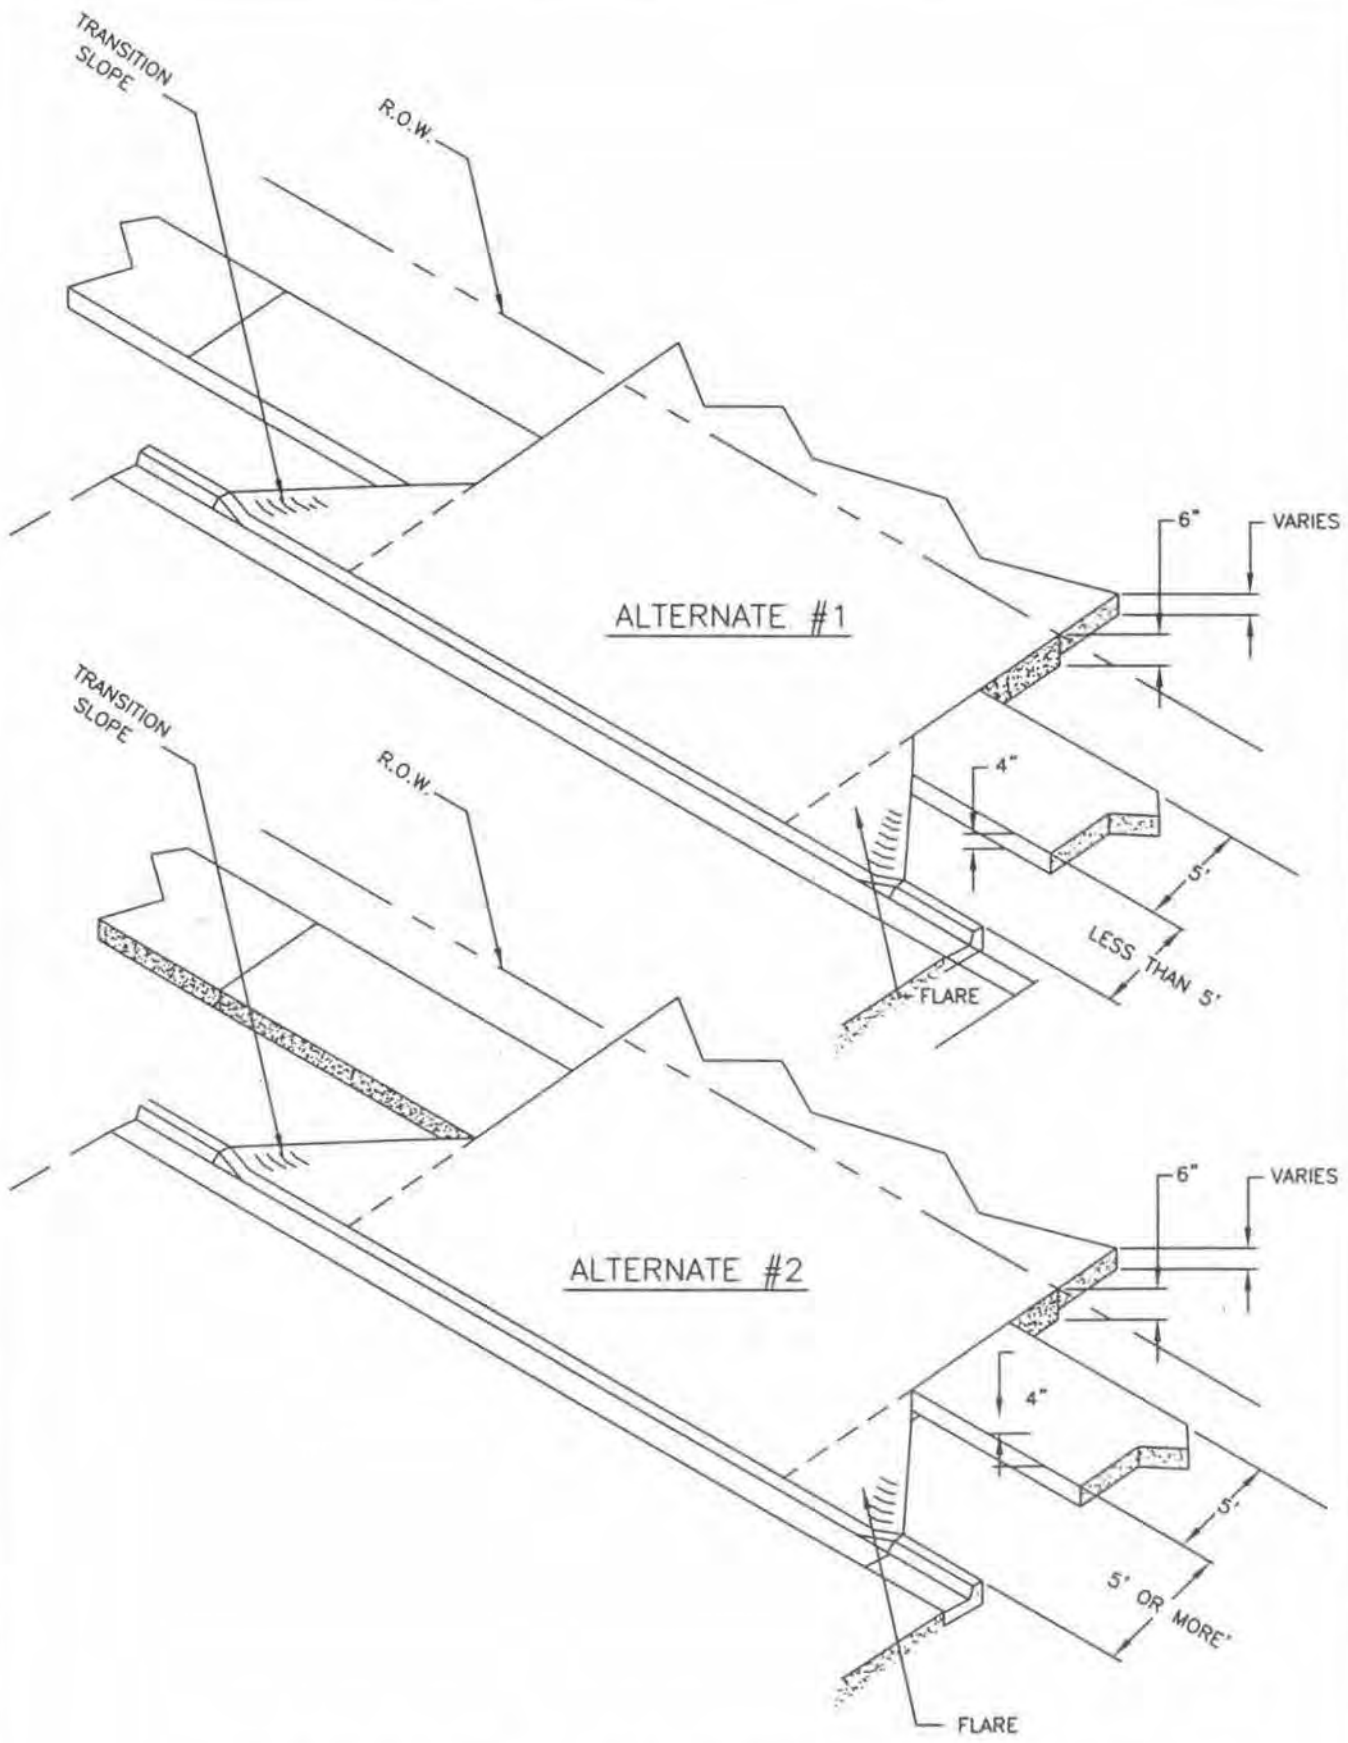 TRANSITION
SLOPE
R.O.W.
6"
VARIES
ALTERNATE #1
4"
5'
LESS THAN 5'
FLARE
TRANSITION
SLOPE
R.O.W.
6"
VARIES
ALTERNATE #2
4"
5'
5' OR MORE"
FLARE